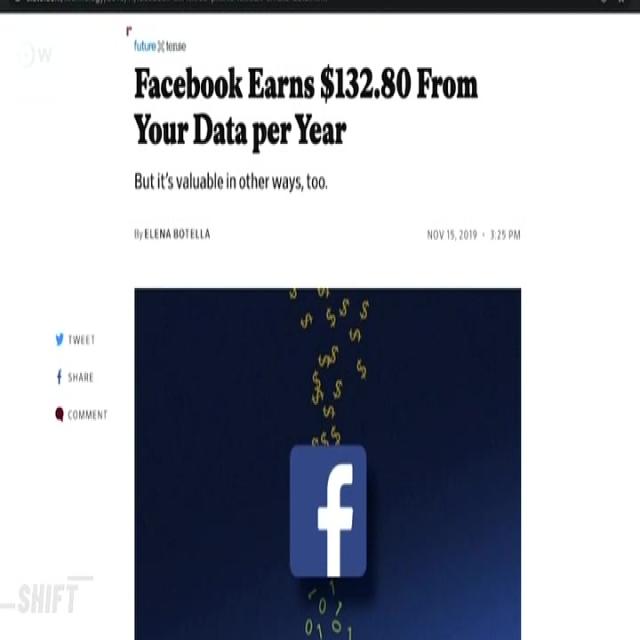 W
future tense
Facebook Earns $132.80 From
Your Data per Year
But it's valuable in other ways, too.
By ELENA BOTELLA
NOV 15, 2019 • 3:25 PM
TWEET
SHARE
COMMENT
SHIFT